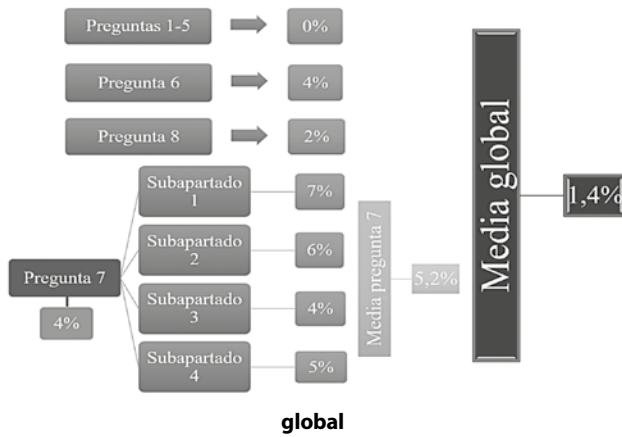 Preguntas 1-5
0%
Pregunta 6
4%
Pregunta 8
2%
Pregunta 7
4%
Subapartado
1
7%
Subapartado
2
6%
Subapartado
3
4%
Subapartado
4
5%
Media pregunta 7
5,2%
Media global
1,4%
global